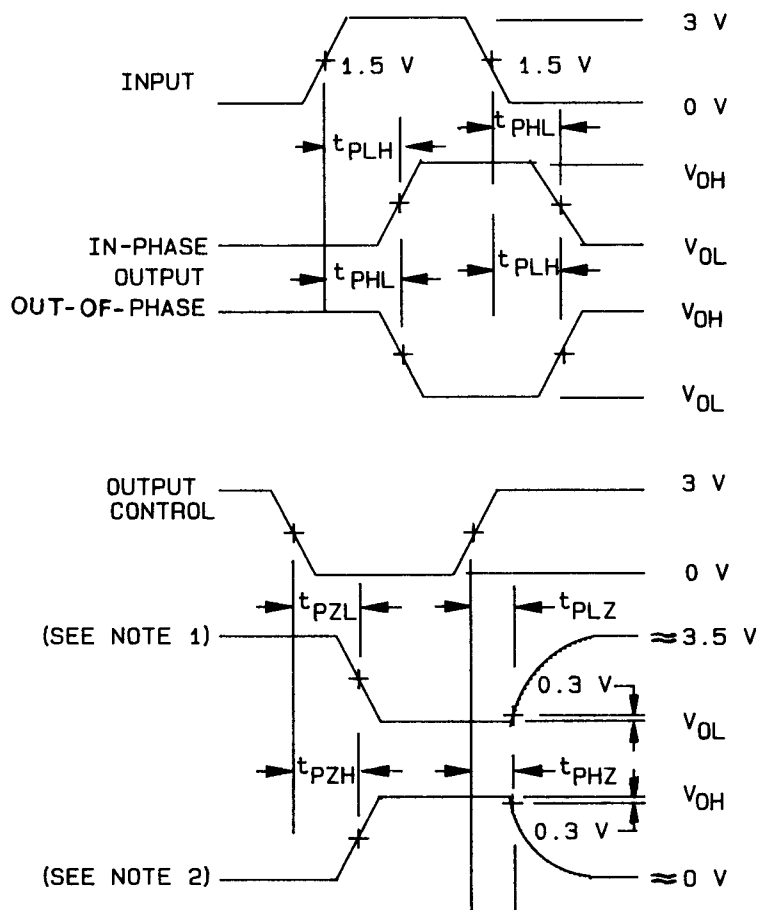 3 V
1.5 V
1.5 V
INPUT
0 V
tPHL
tPLH
VOH
IN-PHASE
VOL
OUTPUT
tPHL
tPLH
OUT-OF-PHASE
VOH
VOL
OUTPUT
CONTROL
3 V
0 V
tPZL
tPLZ
(SEE NOTE 1)
≈3.5 V
0.3 V
VOL
tPZH
tPHZ
VOH
0.3 V
(SEE NOTE 2)
≈0 V